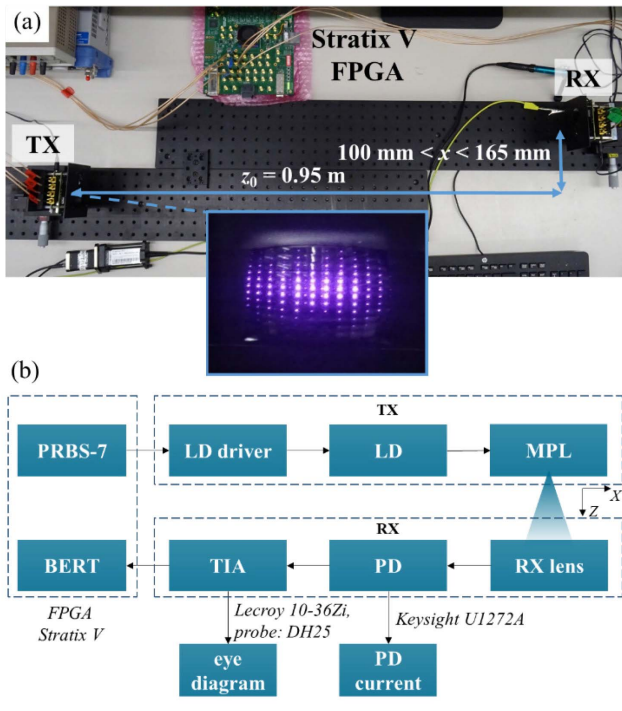 (a)
Stratix V
FPGA
RX
TX
100 mm < x < 165 mm
z₀ = 0.95 m
(b)
TX
PRBS-7
LD driver
LD
MPL
X
Z
RX
BERT
TIA
PD
RX lens
FPGA
Stratix V
Lecroy 10-36Zi,
probe: DH25
Keysight U1272A
eye
diagram
PD
current